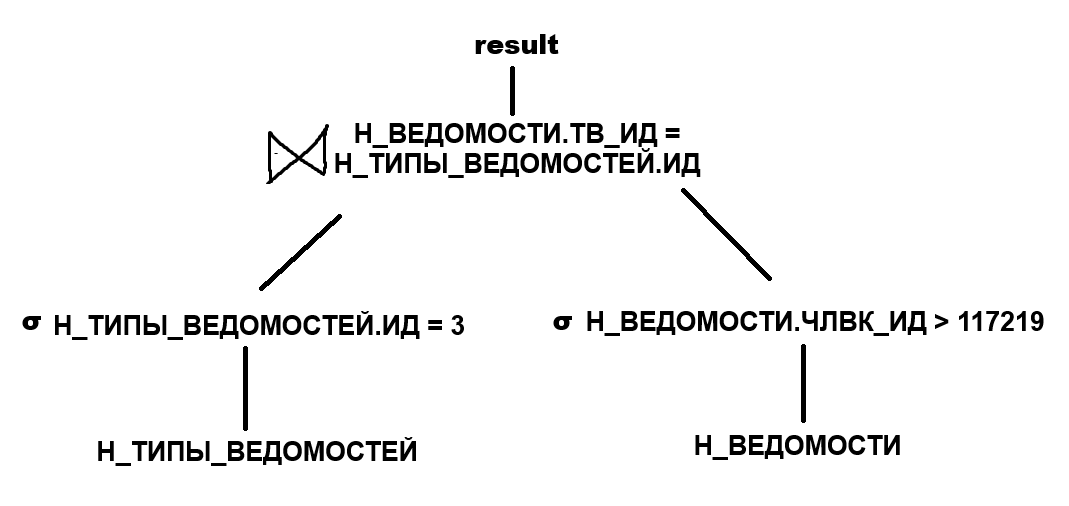 result
Н_ВЕДОМОСТИ.ТВ_ИД =
Н_ТИПЫ_ВЕДОМОСТЕЙ.ИД
σ Н_ТИПЫ_ВЕДОМОСТЕЙ.ИД = 3
σ Н_ВЕДОМОСТИ.ЧЛВК_ИД > 117219
Н_ТИПЫ_ВЕДОМОСТЕЙ
Н_ВЕДОМОСТИ